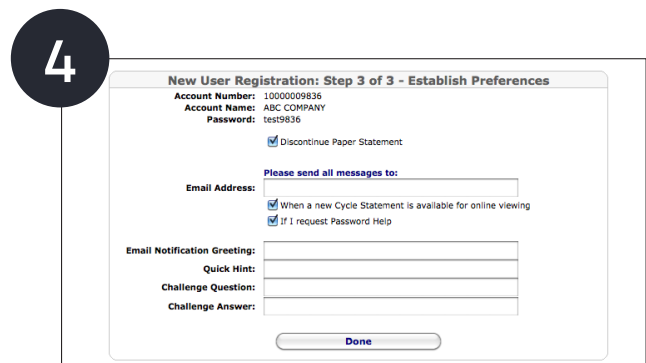 4
New User Registration: Step 3 of 3 - Establish Preferences
Account Number: 10000009836
Account Name: ABC COMPANY
Password: test9836
Discontinue Paper Statement
Please send all messages to:
Email Address:
When a new Cycle Statement is available for online viewing
If I request Password Help
Email Notification Greeting:
Quick Hint:
Challenge Question:
Challenge Answer:
Done